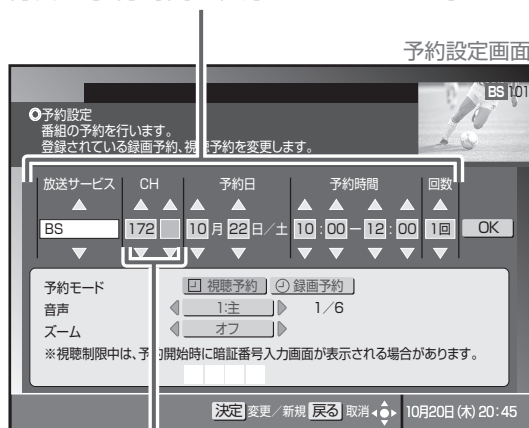 予約設定画面
BS 101
予約設定
番組の予約を行います。
登録されている録画予約、視聴予約を変更します。
放送サービス CH 予約日 予約時間 回数
BS 172 10月22日/土 10:00－12:00 1回 OK
予約モード 視聴予約 録画予約
音声 1:主 1/6
ズーム オフ
※視聴制限中は、予約開始時に暗証番号入力画面が表示される場合があります。
決定 変更/新規 戻る 取消 10月20日(木)20:45